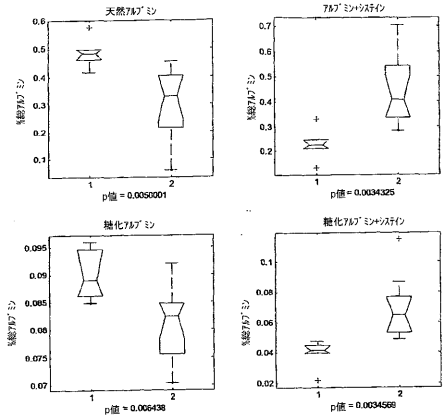 天然アルブミン
%総アルブミン
0.6
0.5
0.4
0.3
0.2
0.1
1 2
p値 = 0.0050001
アルブミン+システイン
%総アルブミン
0.7
0.6
0.5
0.4
0.3
0.2
1 2
p値 = 0.0034325
糖化アルブミン
%総アルブミン
0.095
0.09
0.085
0.08
0.075
0.07
1 2
p値 = 0.006438
糖化アルブミン+システイン
%総アルブミン
0.1
0.08
0.06
0.04
0.02
1 2
p値 = 0.0034569